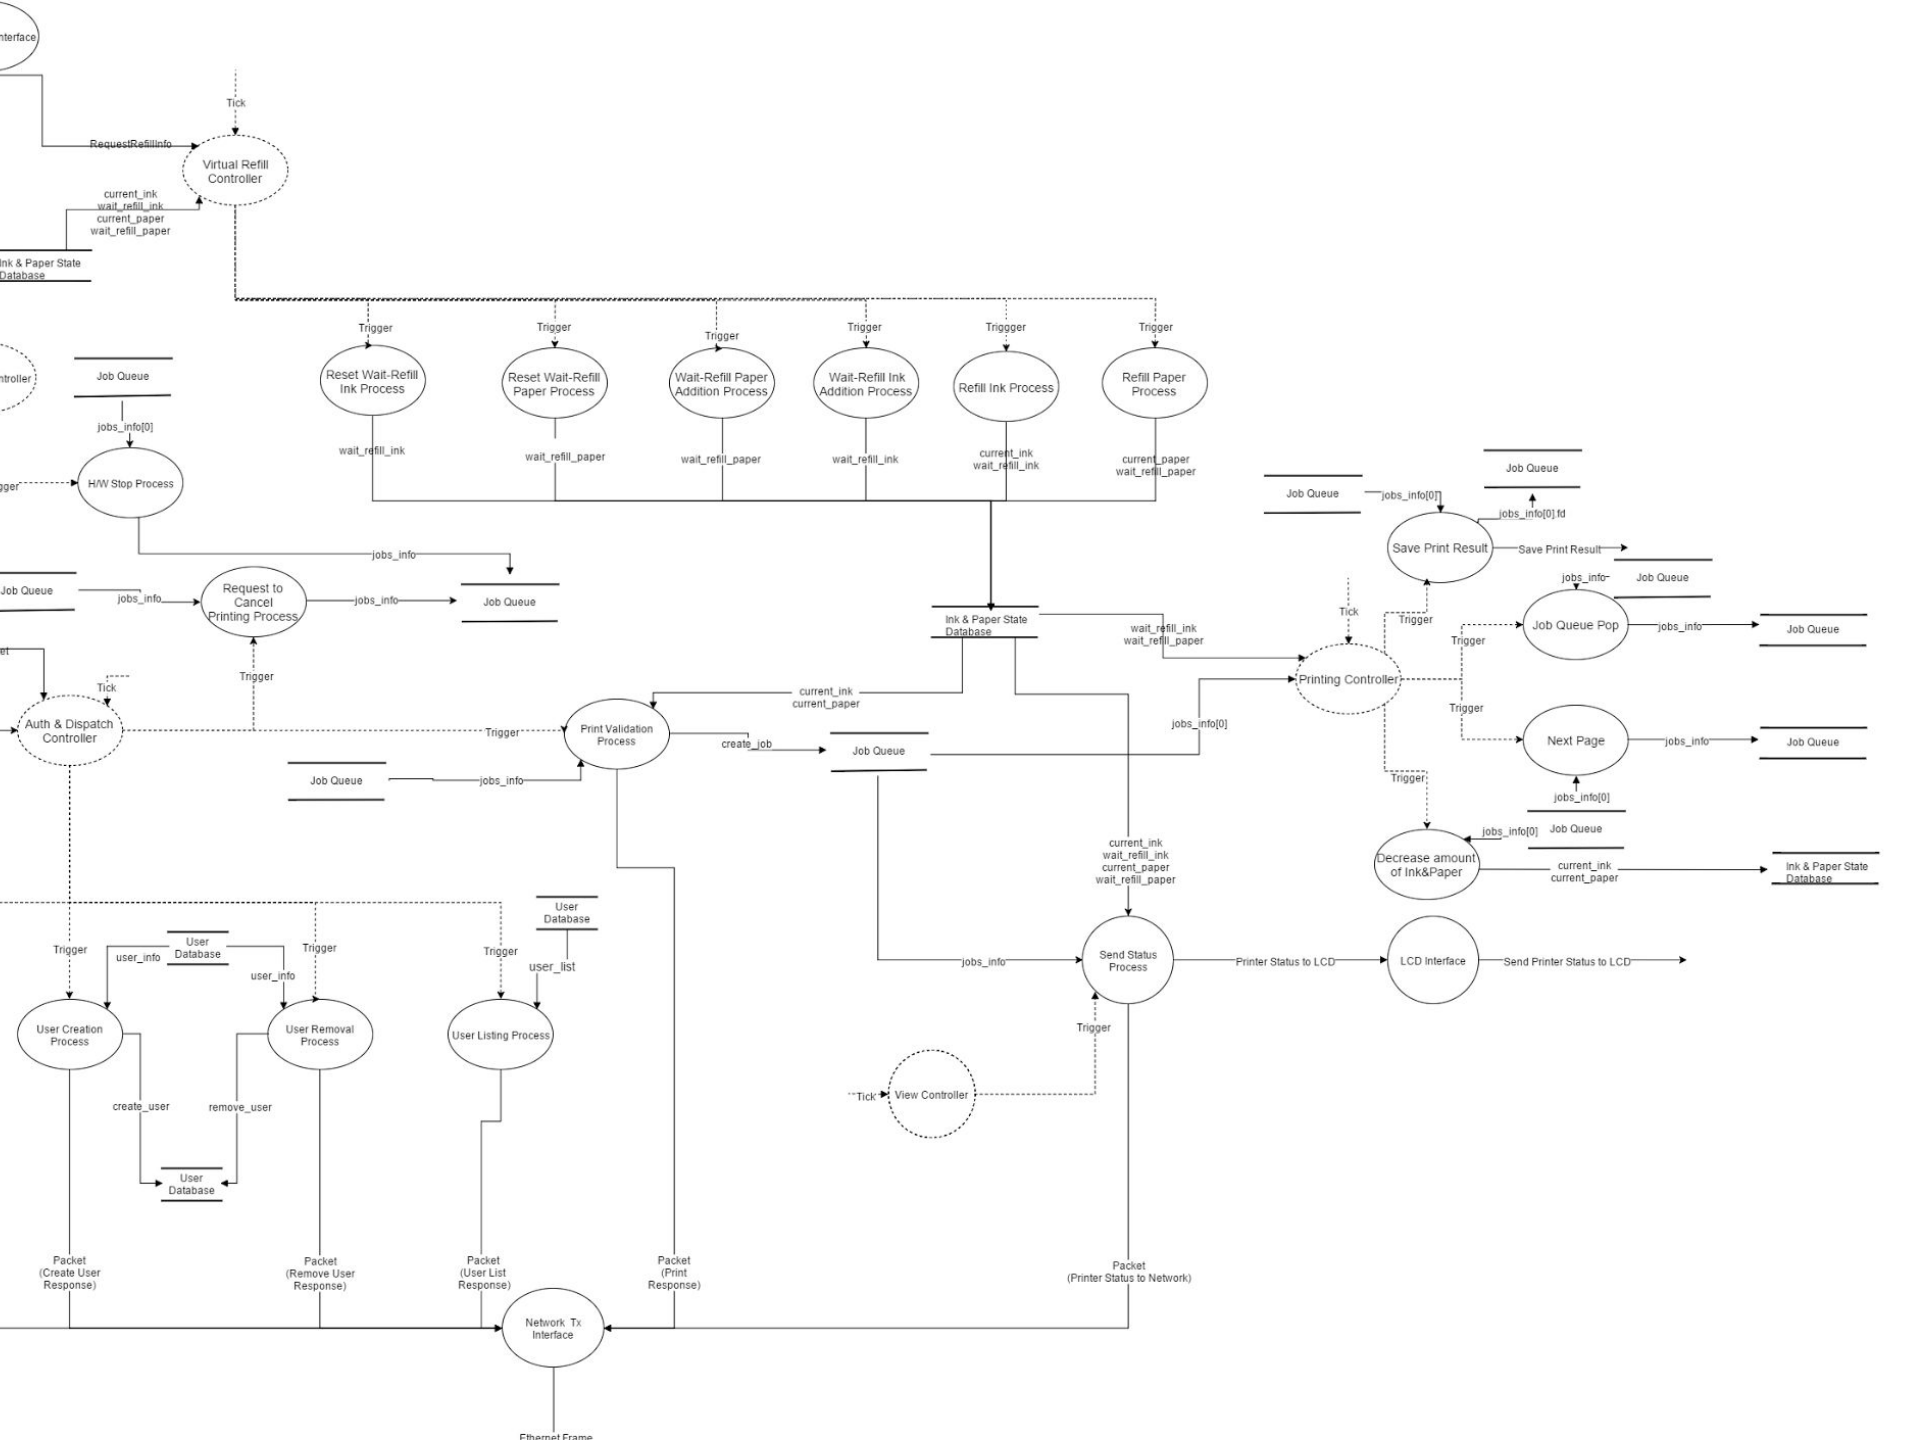 nterface
Tick
RequestRefillInfo
Virtual Refill
Controller
current_ink
wait_refill_ink
current_paper
wait_refill_paper
Ink & Paper State
Database
Trigger
Trigger
Trigger
Trigger
Triggger
Trigger
Reset Wait-Refill
Ink Process
Reset Wait-Refill
Paper Process
Wait-Refill Paper
Addition Process
Wait-Refill Ink
Addition Process
Refill Ink Process
Refill Paper
Process
ntroller
Job Queue
jobs_info[0]
wait_refill_ink
wait_refill_paper
wait_refill_paper
wait_refill_ink
current_ink
wait_refill_ink
current_paper
wait_refill_paper
gger
H/W Stop Process
Job Queue
jobs_info[0]
Job Queue
jobs_info[0].fd
Save Print Result
Save Print Result
jobs_info
Job Queue
jobs_info
Job Queue
jobs_info
Request to
Cancel
Printing Process
jobs_info
Job Queue
Ink & Paper State
Database
wait_refill_ink
wait_refill_paper
Tick
Trigger
Trigger
Job Queue Pop
jobs_info
Job Queue
et
Tick
Trigger
Printing Controller
current_ink
current_paper
Trigger
Auth & Dispatch
Controller
Trigger
Print Validation
Process
create_job
Job Queue
jobs_info[0]
Next Page
jobs_info
Job Queue
Job Queue
jobs_info
Trigger
jobs_info[0]
jobs_info[0]
Job Queue
current_ink
wait_refill_ink
current_paper
wait_refill_paper
Decrease amount
of Ink&Paper
current_ink
current_paper
Ink & Paper State
Database
User
Database
User
Database
Trigger
user_info
user_info
Trigger
Trigger
user_list
jobs_info
Send Status
Process
Printer Status to LCD
LCD Interface
Send Printer Status to LCD
User Creation
Process
User Removal
Process
User Listing Process
Trigger
Tick
View Controller
create_user
remove_user
User
Database
Packet
(Create User
Response)
Packet
(Remove User
Response)
Packet
(User List
Response)
Packet
(Print
Response)
Packet
(Printer Status to Network)
Network Tx
Interface
Ethernet Frame